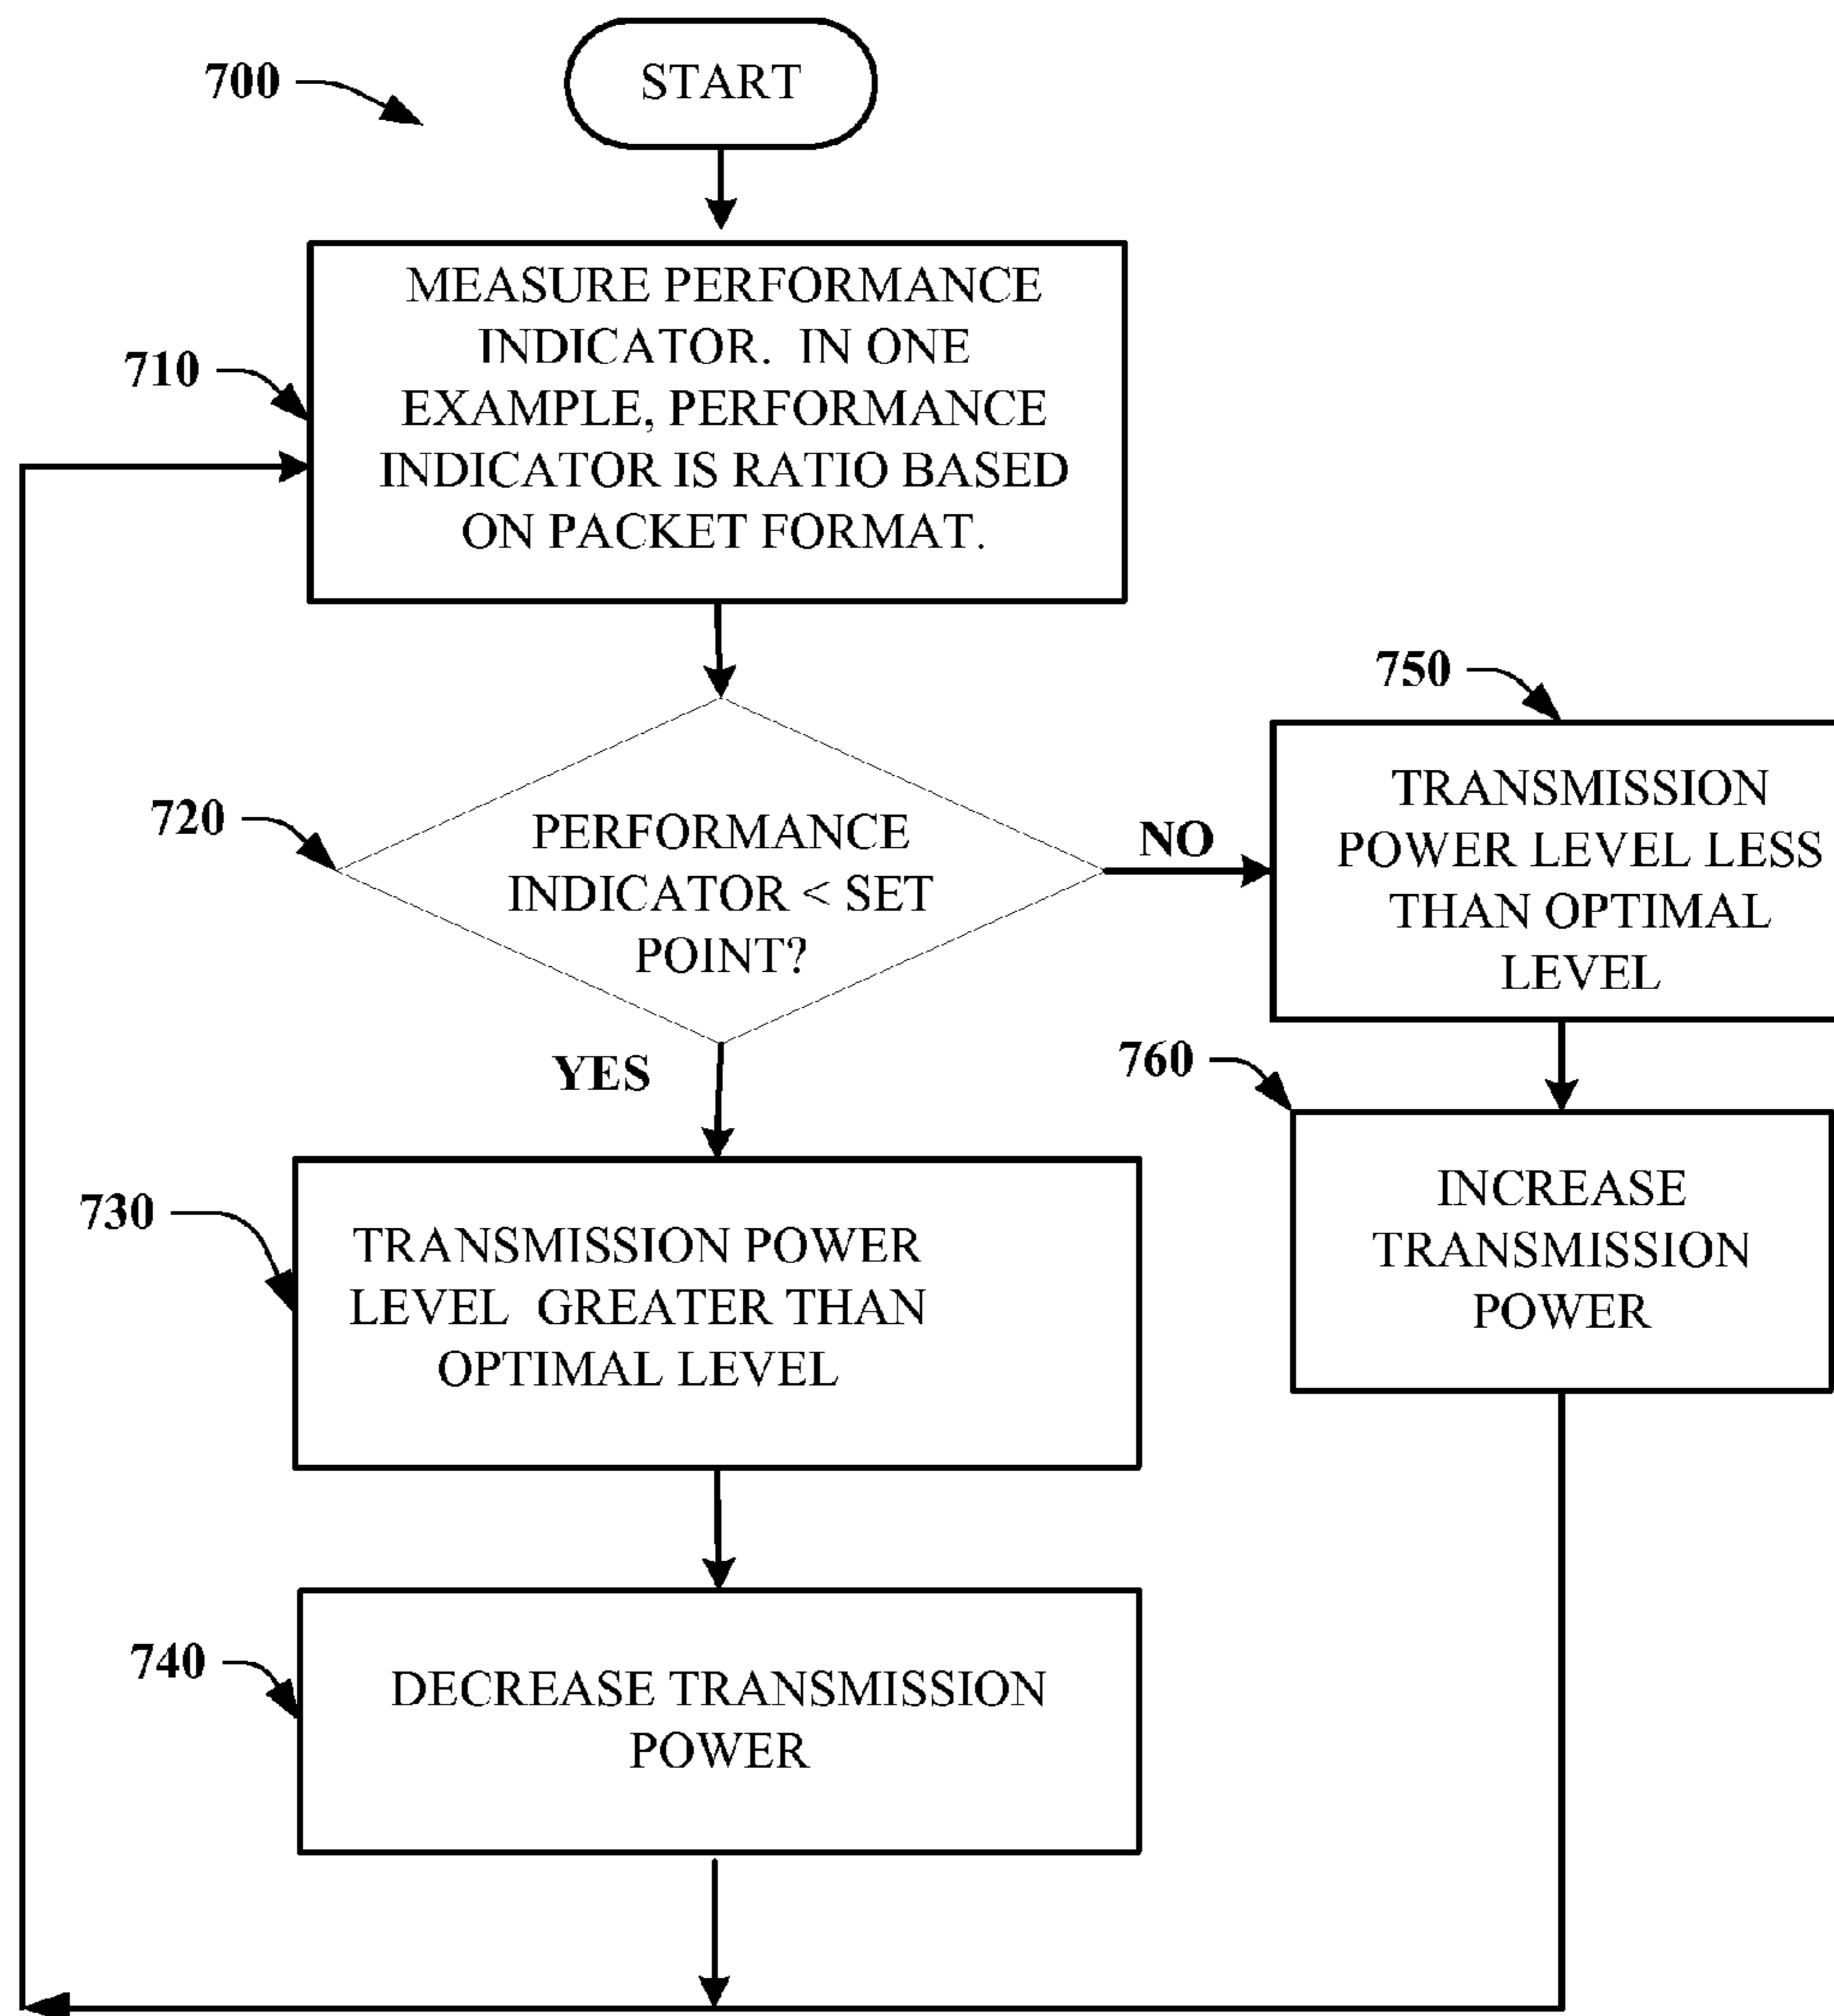 700
START
710
MEASURE PERFORMANCE
INDICATOR. IN ONE
EXAMPLE, PERFORMANCE
INDICATOR IS RATIO BASED
ON PACKET FORMAT.
720
PERFORMANCE
INDICATOR < SET
POINT?
NO
YES
750
TRANSMISSION
POWER LEVEL LESS
THAN OPTIMAL
LEVEL
760
INCREASE
TRANSMISSION
POWER
730
TRANSMISSION POWER
LEVEL GREATER THAN
OPTIMAL LEVEL
740
DECREASE TRANSMISSION
POWER